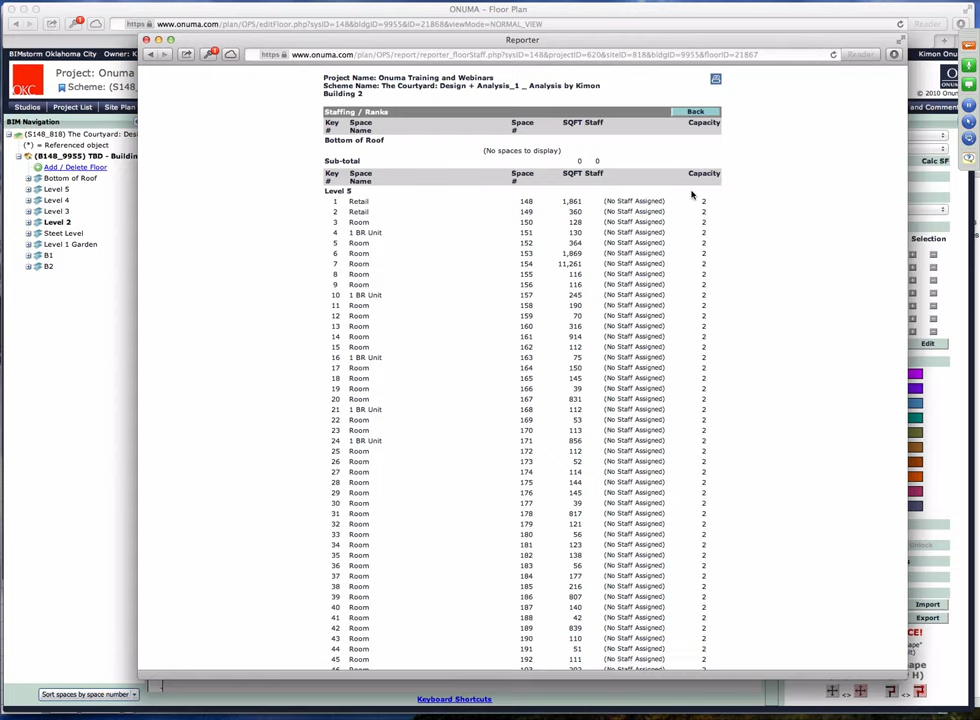 ONUMA – Floor Plan
https www.onuma.com/plan/OPS/editFloor.php?sysID=148&bldgID=9955&ID=21868&viewMode=NORMAL_VIEW
Reader
Reporter
https www.onuma.com/plan/OPS/report/reporter_floorStaff.php?sysID=148&projectID=620&siteID=818&bldgID=9955&floorID=21867
Reader
BIMstorm Oklahoma City
Kimon On
OKC
Project: Onuma
Scheme: (S148_
© 2010 On
Studios Project List Site Plan
and Comment
BIM Navigation
(S148_818) The Courtyard: Desi
(*) = Referenced object
(B148_9955) TBD - Buildin
Add / Delete Floor
Bottom of Roof
Level 5
Level 4
Level 3
Level 2
Steel Level
Level 1 Garden
B1
B2
Project Name: Onuma Training and Webinars
Scheme Name: The Courtyard: Design + Analysis_1 _ Analysis by Kimon
Building 2
Staffing / Ranks Back
Key # Space Name Space # SQFT Staff Capacity
Bottom of Roof
(No spaces to display)
Sub-total 0 0
Key # Space Name Space # SQFT Staff Capacity
Level 5
1 Retail 148 1,861 (No Staff Assigned) 2
2 Retail 149 360 (No Staff Assigned) 2
3 Room 150 128 (No Staff Assigned) 2
4 1 BR Unit 151 130 (No Staff Assigned) 2
5 Room 152 364 (No Staff Assigned) 2
6 Room 153 1,869 (No Staff Assigned) 2
7 Room 154 11,261 (No Staff Assigned) 2
8 Room 155 116 (No Staff Assigned) 2
9 Room 156 116 (No Staff Assigned) 2
10 1 BR Unit 157 245 (No Staff Assigned) 2
11 Room 158 190 (No Staff Assigned) 2
12 Room 159 70 (No Staff Assigned) 2
13 Room 160 316 (No Staff Assigned) 2
14 Room 161 914 (No Staff Assigned) 2
15 Room 162 112 (No Staff Assigned) 2
16 1 BR Unit 163 75 (No Staff Assigned) 2
17 Room 164 150 (No Staff Assigned) 2
18 Room 165 145 (No Staff Assigned) 2
19 Room 166 39 (No Staff Assigned) 2
20 Room 167 831 (No Staff Assigned) 2
21 1 BR Unit 168 112 (No Staff Assigned) 2
22 Room 169 53 (No Staff Assigned) 2
23 Room 170 113 (No Staff Assigned) 2
24 1 BR Unit 171 856 (No Staff Assigned) 2
25 Room 172 112 (No Staff Assigned) 2
26 Room 173 52 (No Staff Assigned) 2
27 Room 174 114 (No Staff Assigned) 2
28 Room 175 144 (No Staff Assigned) 2
29 Room 176 145 (No Staff Assigned) 2
30 Room 177 39 (No Staff Assigned) 2
31 Room 178 817 (No Staff Assigned) 2
32 Room 179 121 (No Staff Assigned) 2
33 Room 180 56 (No Staff Assigned) 2
34 Room 181 123 (No Staff Assigned) 2
35 Room 182 138 (No Staff Assigned) 2
36 Room 183 56 (No Staff Assigned) 2
37 Room 184 177 (No Staff Assigned) 2
38 Room 185 216 (No Staff Assigned) 2
39 Room 186 807 (No Staff Assigned) 2
40 Room 187 140 (No Staff Assigned) 2
41 Room 188 42 (No Staff Assigned) 2
42 Room 189 839 (No Staff Assigned) 2
43 Room 190 110 (No Staff Assigned) 2
44 Room 191 51 (No Staff Assigned) 2
45 Room 192 111 (No Staff Assigned) 2
Calc SF
Selection
Edit
Import
Export
CE!
H)
Sort spaces by space number
Keyboard Shortcuts
<->
<->